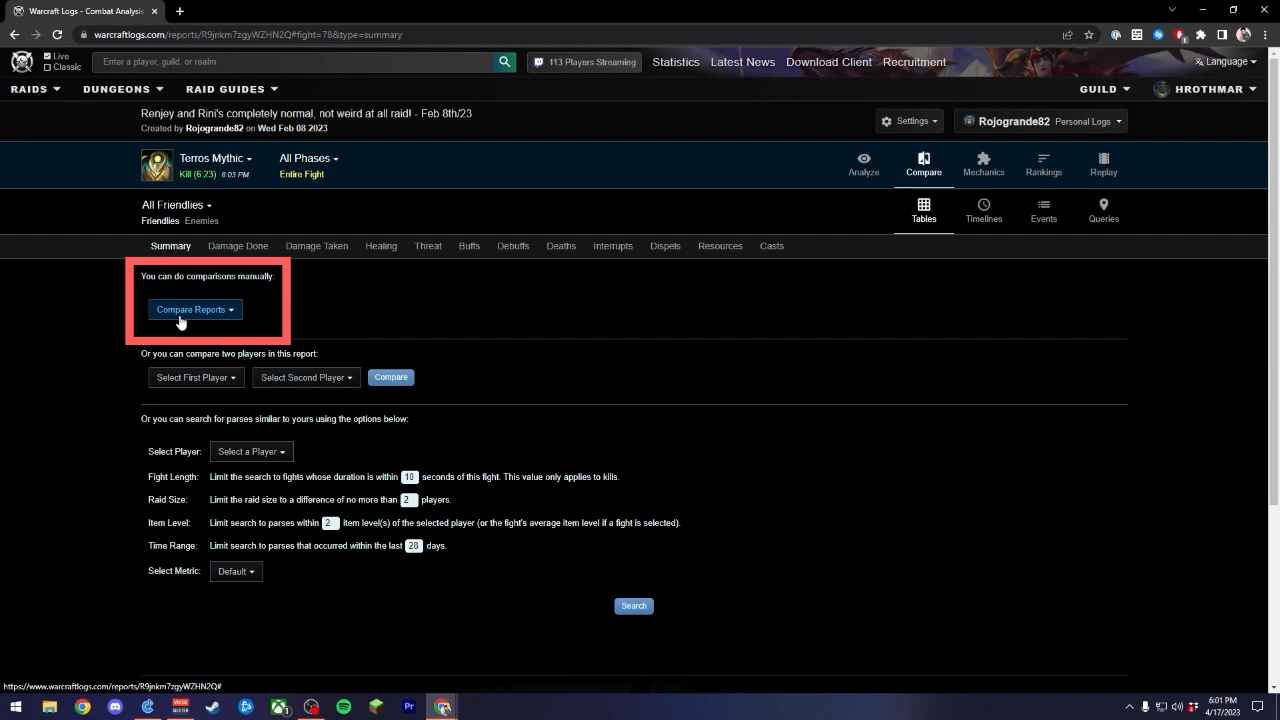 Warcraft Logs - Combat Analysis
warcraftlogs.com/reports/R9jnkm7zgyWZHN2Q#fight=78&type=summary
Live
Classic
Enter a player, guild, or realm
113 Players Streaming
Statistics
Latest News
Download Client
Recruitment
Language
RAIDS
DUNGEONS
RAID GUIDES
GUILD
HROTHMAR
Renjey and Rini's completely normal, not weird at all raid! - Feb 8th/23
Created by Rojogrande82 on Wed Feb 08 2023
Settings
Rojogrande82 Personal Logs
Terros Mythic
Kill (6:23) 8:03 PM
All Phases
Entire Fight
Analyze
Compare
Mechanics
Rankings
Replay
All Friendlies
Friendlies Enemies
Tables
Timelines
Events
Queries
Summary Damage Done Damage Taken Healing Threat Buffs Debuffs Deaths Interrupts Dispels Resources Casts
You can do comparisons manually:
Compare Reports
Or you can compare two players in this report:
Select First Player Select Second Player Compare
Or you can search for parses similar to yours using the options below:
Select Player: Select a Player
Fight Length: Limit the search to fights whose duration is within 10 seconds of this fight. This value only applies to kills.
Raid Size: Limit the raid size to a difference of no more than 2 players.
Item Level: Limit search to parses within 2 item level(s) of the selected player (or the fight's average item level if a fight is selected).
Time Range: Limit search to parses that occurred within the last 28 days.
Select Metric: Default
Search
https://www.warcraftlogs.com/reports/R9jnkm7zgyWZHN2Q#
VOICE
MEETER
Pr
6:01 PM
4/17/2023